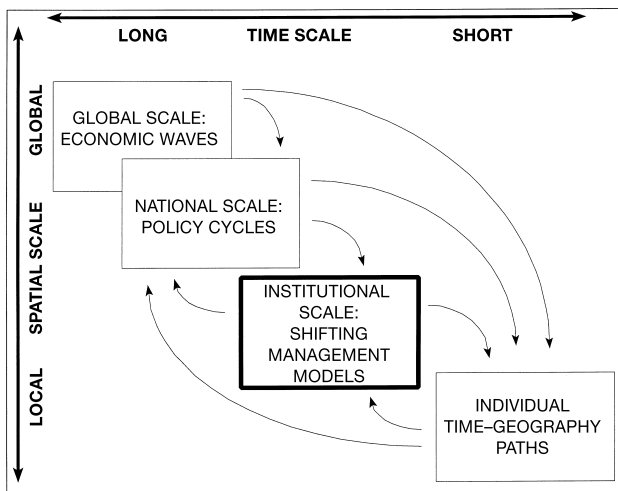 LONG TIME SCALE SHORT
GLOBAL
SPATIAL SCALE
LOCAL
GLOBAL SCALE:
ECONOMIC WAVES
NATIONAL SCALE:
POLICY CYCLES
INSTITUTIONAL
SCALE:
SHIFTING
MANAGEMENT
MODELS
INDIVIDUAL
TIME–GEOGRAPHY
PATHS